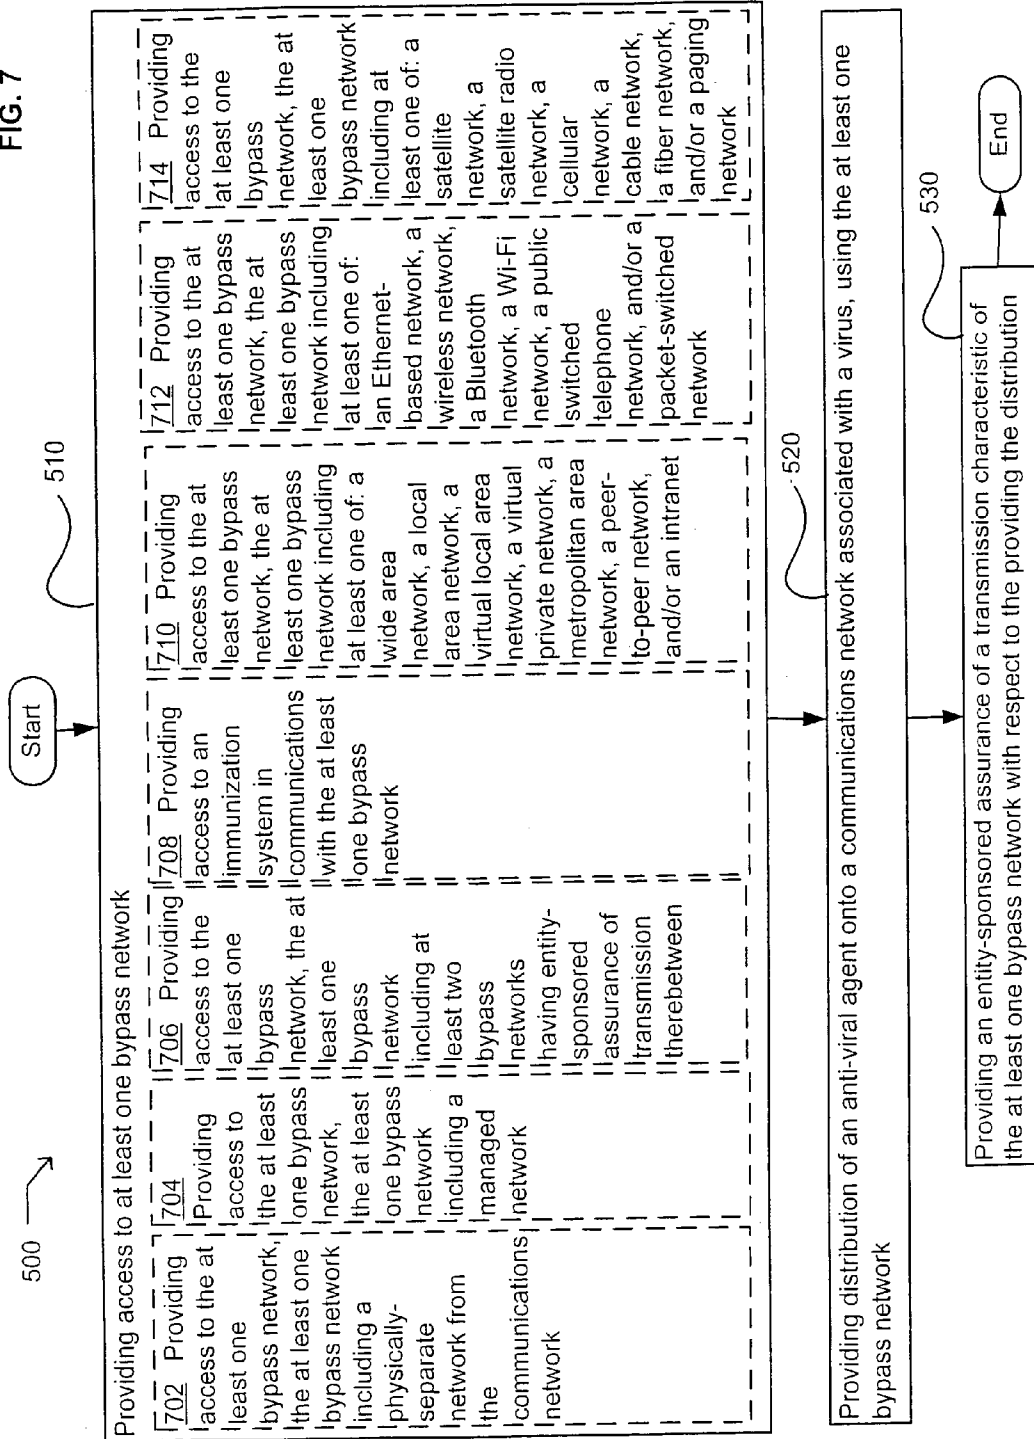 FIG. 7
500
Start
510
Providing access to at least one bypass network
702 Providing
access to the at
least one
bypass network,
the at least one
bypass network
including a
physically-
separate
network from
the
communications
network
704
Providing
access to
the at least
one bypass
network,
the at least
one bypass
network
including a
managed
network
706 Providing
access to the
at least one
bypass
network, the at
least one
bypass
network
including at
least two
bypass
networks
having entity-
sponsored
assurance of
transmission
therebetween
708 Providing
access to an
immunization
system in
communications
with the at least
one bypass
network
710 Providing
access to the at
least one bypass
network, the at
least one bypass
network including
at least one of: a
wide area
network, a local
area network, a
virtual local area
network, a virtual
private network, a
metropolitan area
network, a peer-
to-peer network,
and/or an intranet
712 Providing
access to the at
least one bypass
network, the at
least one bypass
network including
at least one of:
an Ethernet-
based network, a
wireless network,
a Bluetooth
network, a Wi-Fi
network, a public
switched
telephone
network, and/or a
packet-switched
network
714 Providing
access to the
at least one
bypass
network, the at
least one
bypass network
including at
least one of: a
satellite
network, a
satellite radio
network, a
cellular
network, a
cable network,
a fiber network,
and/or a paging
network
520
Providing distribution of an anti-viral agent onto a communications network associated with a virus, using the at least one
bypass network
530
Providing an entity-sponsored assurance of a transmission characteristic of
the at least one bypass network with respect to the providing the distribution
End